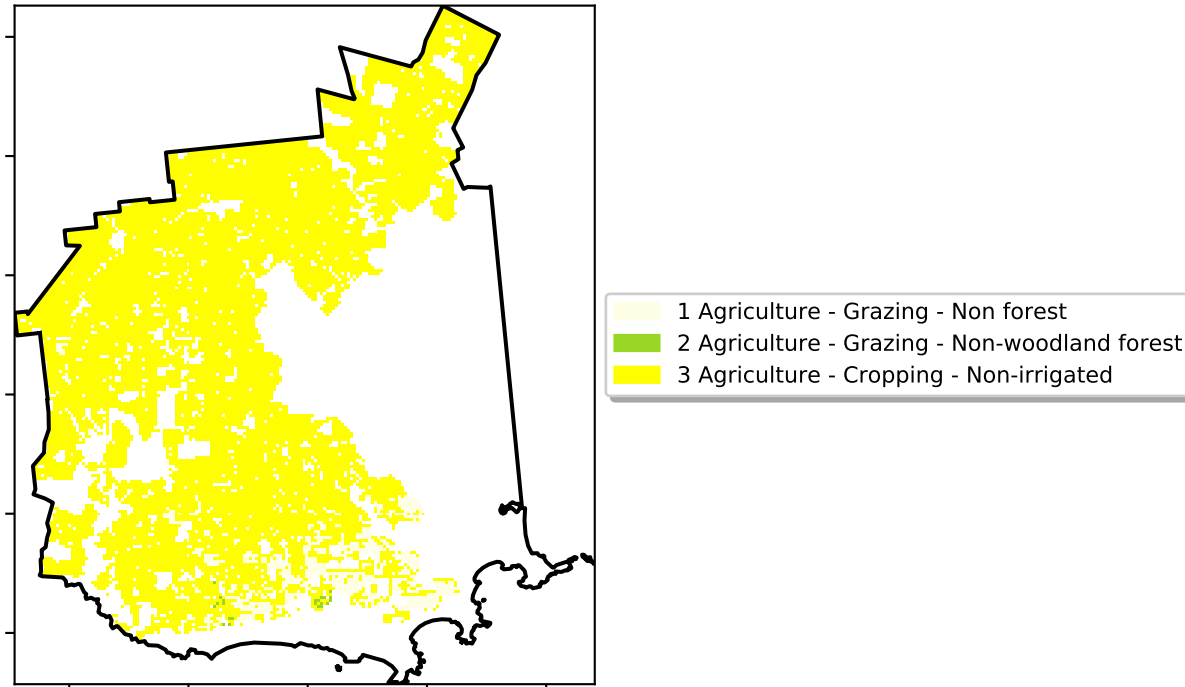 1 Agriculture - Grazing - Non forest
2 Agriculture - Grazing - Non-woodland forest
3 Agriculture - Cropping - Non-irrigated